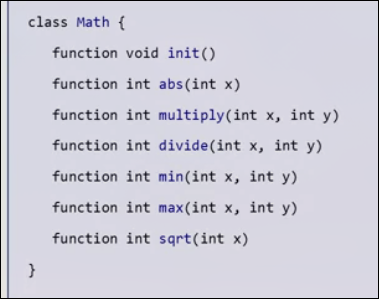 class Math {
function void init()
function int abs(int x)
function int multiply(int x, int y)
function int divide(int x, int y)
function int min(int x, int y)
function int max(int x, int y)
function int sqrt(int x)
}